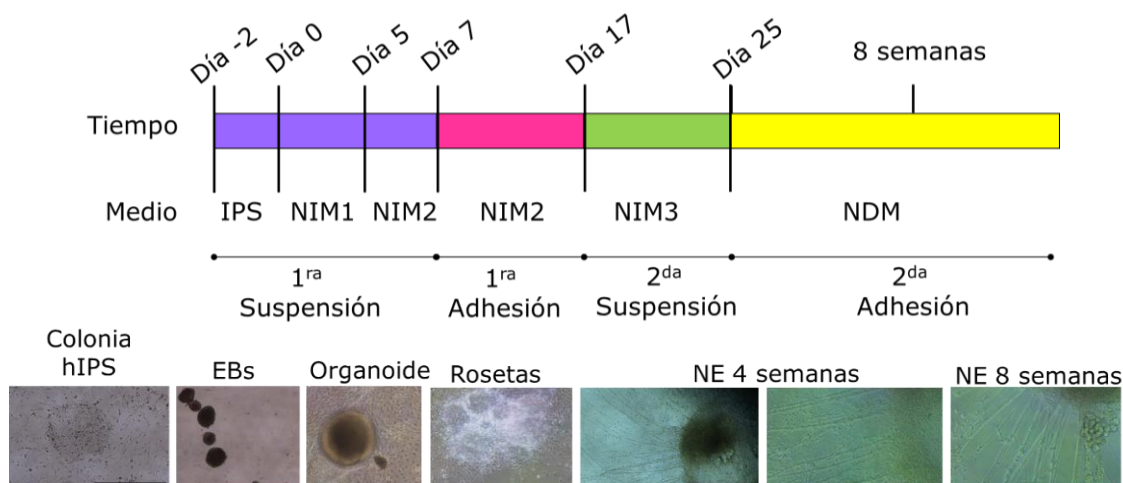 Día -2
Día 0
Día 5
Día 7
Día 17
Día 25
8 semanas
Tiempo
Medio
IPS
NIM1
NIM2
NIM2
NIM3
NDM
1ra
Suspensión
1ra
Adhesión
2da
Suspensión
2da
Adhesión
Colonia
hIPS
EBs
Organoide
Rosetas
NE 4 semanas
NE 8 semanas